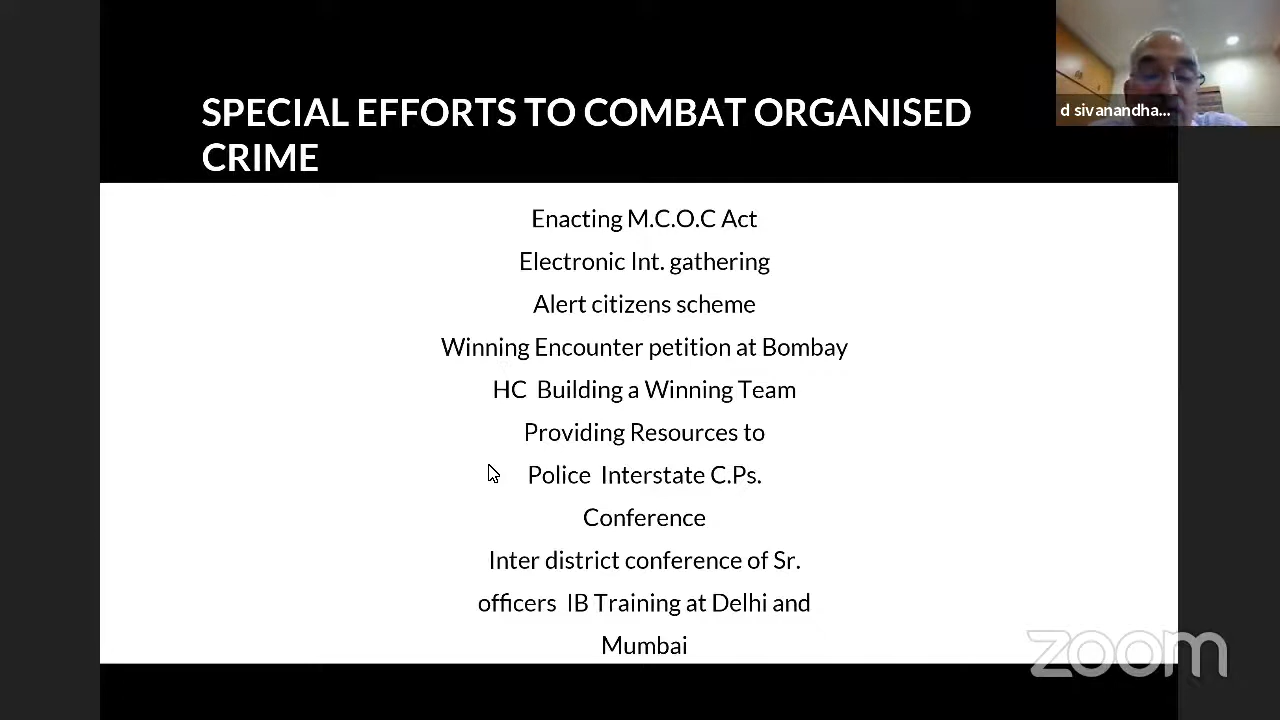 SPECIAL EFFORTS TO COMBAT ORGANISED
CRIME
d sivanandha...
Enacting M.C.O.C Act
Electronic Int. gathering
Alert citizens scheme
Winning Encounter petition at Bombay
HC Building a Winning Team
Providing Resources to
Police Interstate C.Ps.
Conference
Inter district conference of Sr.
officers IB Training at Delhi and
Mumbai
zoom